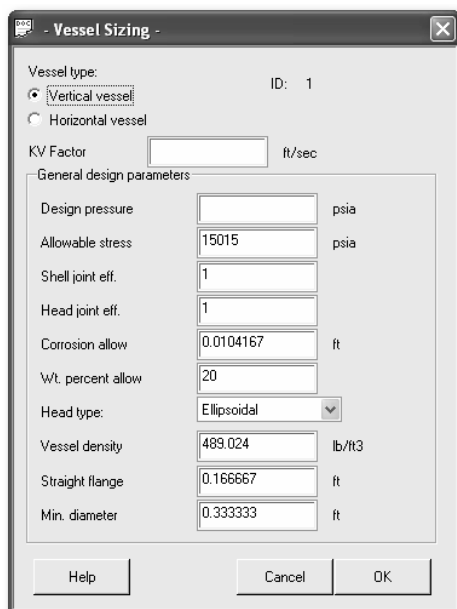 DOC
- Vessel Sizing -
Vessel type:
ID: 1
Vertical vessel
Horizontal vessel
KV Factor ft/sec
General design parameters
Design pressure psia
Allowable stress 15015 psia
Shell joint eff. 1
Head joint eff. 1
Corrosion allow 0.0104167 ft
Wt. percent allow 20
Head type: Ellipsoidal
Vessel density 489.024 lb/ft3
Straight flange 0.166667 ft
Min. diameter 0.333333 ft
Help Cancel OK